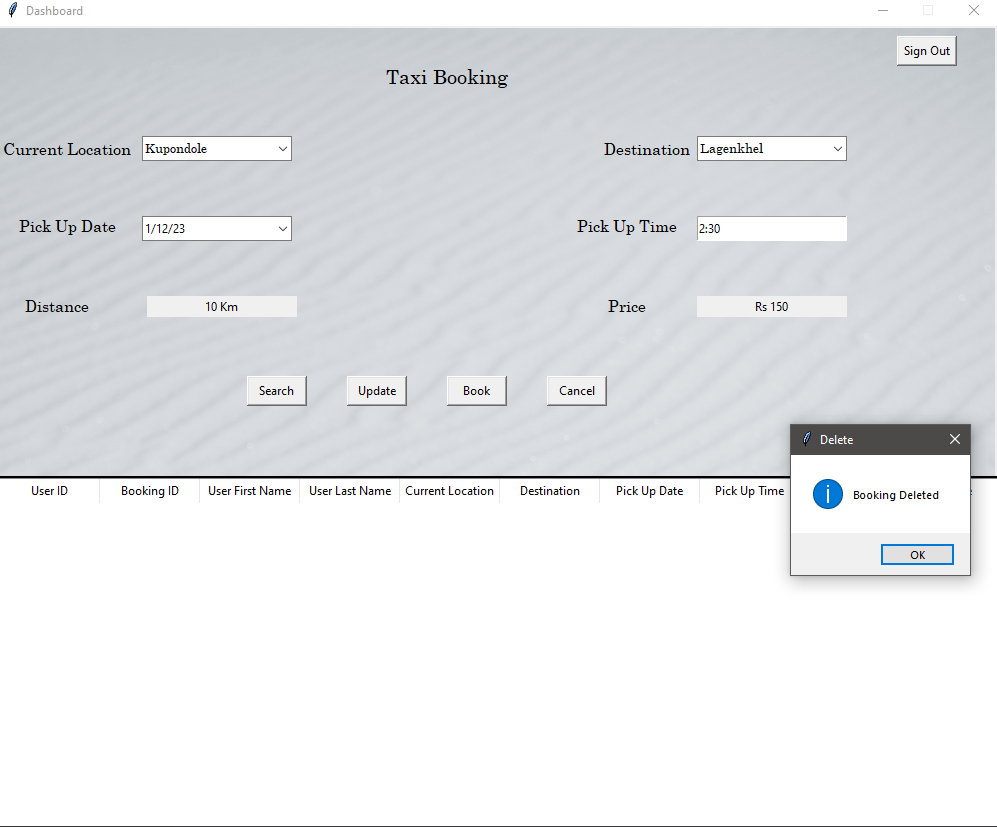 Dashboard
Sign Out
Taxi Booking
Current Location Kupondole Destination Lagenkhel
Pick Up Date 1/12/23 Pick Up Time 2:30
Distance 10 Km Price Rs 150
Search Update Book Cancel
Delete
User ID Booking ID User First Name User Last Name Current Location Destination Pick Up Date Pick Up Time
Booking Deleted
OK